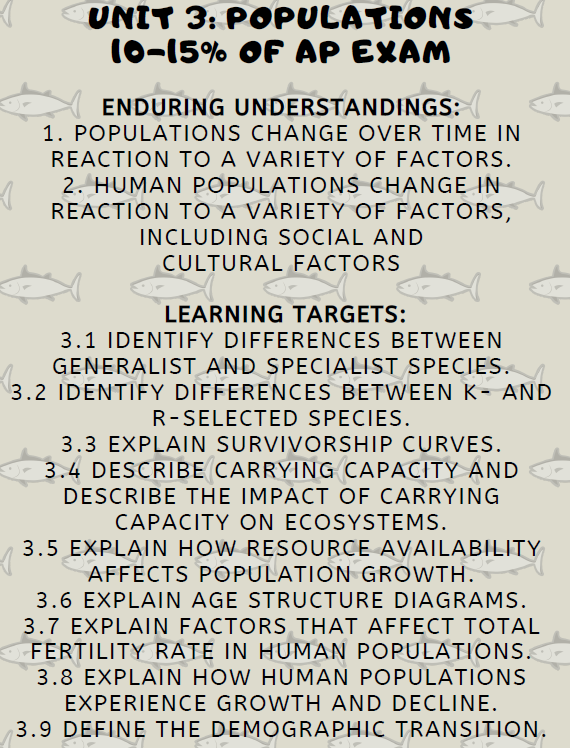 UNIT 3: POPULATIONS
10-15% OF AP EXAM
ENDURING UNDERSTANDINGS:
1. POPULATIONS CHANGE OVER TIME IN
REACTION TO A VARIETY OF FACTORS.
2. HUMAN POPULATIONS CHANGE IN
REACTION TO A VARIETY OF FACTORS,
INCLUDING SOCIAL AND
CULTURAL FACTORS
LEARNING TARGETS:
3.1 IDENTIFY DIFFERENCES BETWEEN
GENERALIST AND SPECIALIST SPECIES.
3.2 IDENTIFY DIFFERENCES BETWEEN K- AND
R-SELECTED SPECIES.
3.3 EXPLAIN SURVIVORSHIP CURVES.
3.4 DESCRIBE CARRYING CAPACITY AND
DESCRIBE THE IMPACT OF CARRYING
CAPACITY ON ECOSYSTEMS.
3.5 EXPLAIN HOW RESOURCE AVAILABILITY
AFFECTS POPULATION GROWTH.
3.6 EXPLAIN AGE STRUCTURE DIAGRAMS.
3.7 EXPLAIN FACTORS THAT AFFECT TOTAL
FERTILITY RATE IN HUMAN POPULATIONS.
3.8 EXPLAIN HOW HUMAN POPULATIONS
EXPERIENCE GROWTH AND DECLINE.
3.9 DEFINE THE DEMOGRAPHIC TRANSITION.